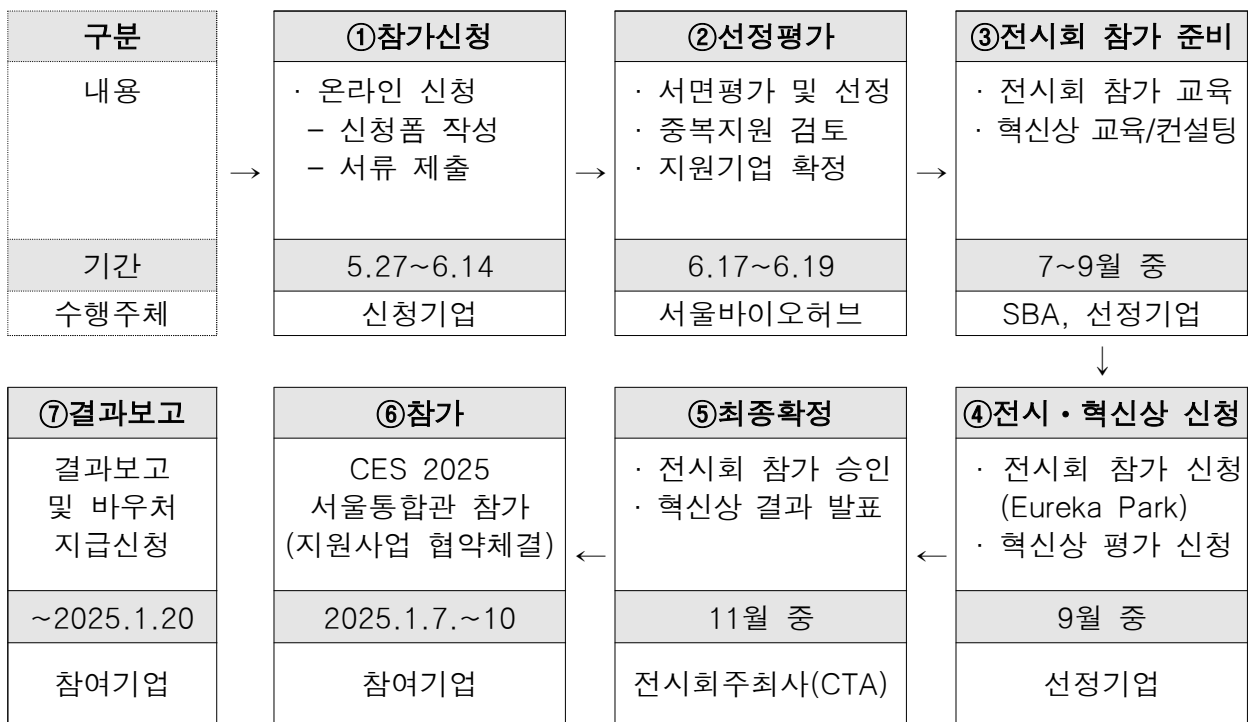 구분
내용
기간
수행주체
→
①참가신청
· 온라인 신청
– 신청폼 작성
– 서류 제출
5.27~6.14
신청기업
→
②선정평가
· 서면평가 및 선정
· 중복지원 검토
· 지원기업 확정
6.17~6.19
서울바이오허브
→
③전시회 참가 준비
· 전시회 참가 교육
· 혁신상 교육/컨설팅
7~9월 중
SBA, 선정기업
↓
④전시·혁신상 신청
· 전시회 참가 신청
(Eureka Park)
· 혁신상 평가 신청
9월 중
선정기업
←
⑤최종확정
· 전시회 참가 승인
· 혁신상 결과 발표
11월 중
전시회주최사(CTA)
←
⑥참가
CES 2025
서울통합관 참가
(지원사업 협약체결)
2025.1.7.~10
참여기업
⑦결과보고
결과보고
및 바우처
지급신청
~2025.1.20
참여기업